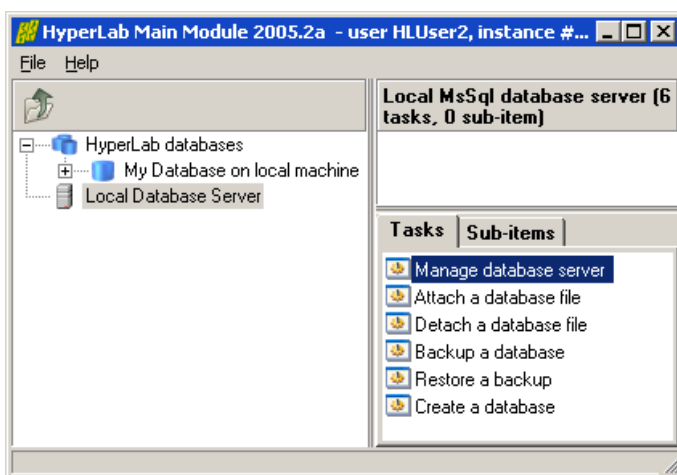 HyperLab Main Module 2005.2a - user HLUser2, instance #...
File Help
HyperLab databases
My Database on local machine
Local Database Server
Local MsSql database server (6
tasks, 0 sub-item)
Tasks Sub-items
Manage database server
Attach a database file
Detach a database file
Backup a database
Restore a backup
Create a database